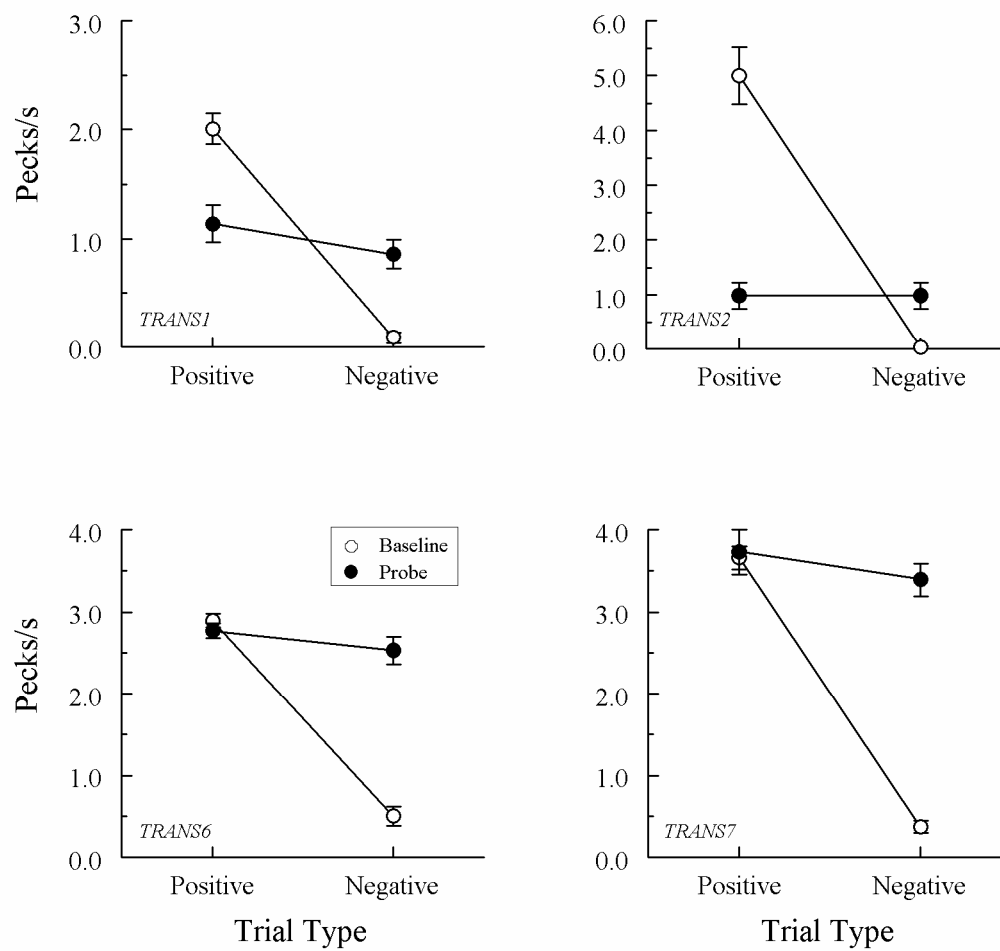 3.0
2.0
1.0
0.0
Pecks/s
TRANS1
Positive Negative
6.0
5.0
4.0
3.0
2.0
1.0
0.0
TRANS2
Positive Negative
4.0
3.0
2.0
1.0
0.0
Pecks/s
Baseline
Probe
TRANS6
Positive Negative
Trial Type
4.0
3.0
2.0
1.0
0.0
TRANS7
Positive Negative
Trial Type